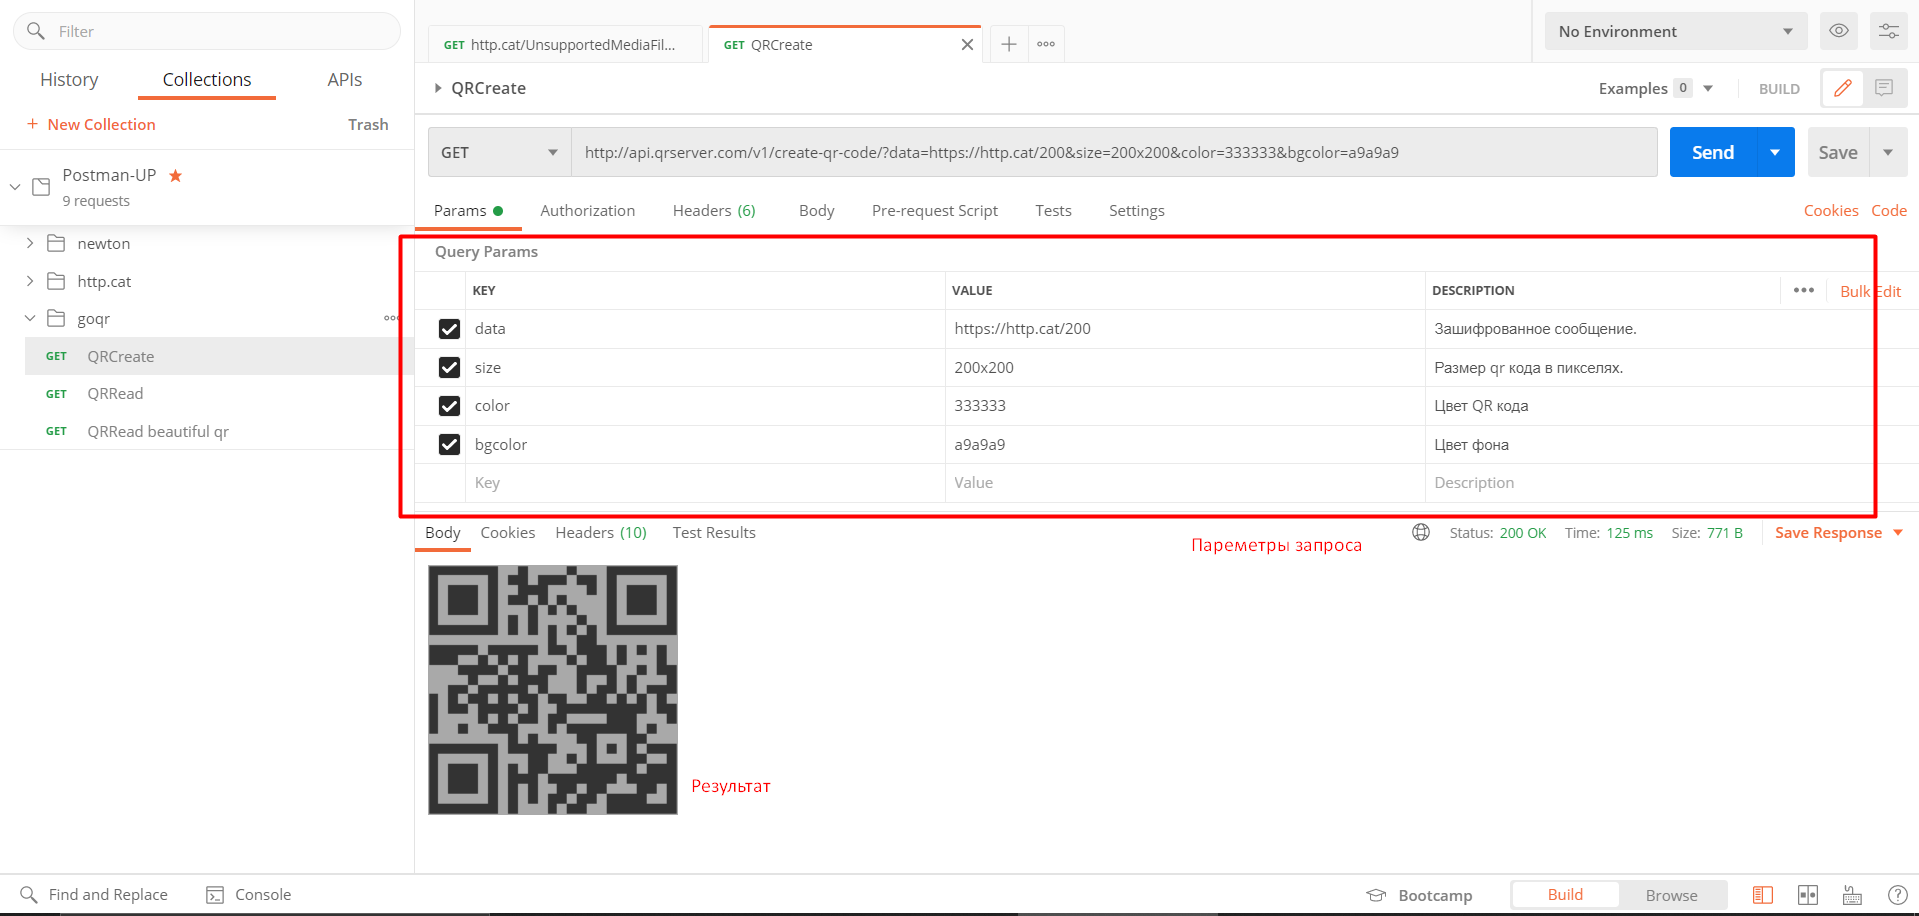 Filter
History Collections APIs
+ New Collection Trash
Postman-UP
9 requests
newton
http.cat
goqr
GET QRCreate
GET QRRead
GET QRRead beautiful qr
GET http.cat/UnsupportedMediaFil...
GET QRCreate
No Environment
QRCreate
Examples 0 BUILD
GET http://api.qrserver.com/v1/create-qr-code/?data=https://http.cat/200&size=200x200&color=333333&bgcolor=a9a9a9
Send Save
Params Authorization Headers (6) Body Pre-request Script Tests Settings Cookies Code
Query Params
KEY VALUE DESCRIPTION Bulk Edit
data https://http.cat/200 Зашифрованное сообщение.
size 200x200 Размер qr кода в пикселях.
color 333333 Цвет QR кода
bgcolor a9a9a9 Цвет фона
Key Value Description
Body Cookies Headers (10) Test Results
Status: 200 OK Time: 125 ms Size: 771 B Save Response
Пареметры запроса
Результат
Find and Replace Console Bootcamp Build Browse